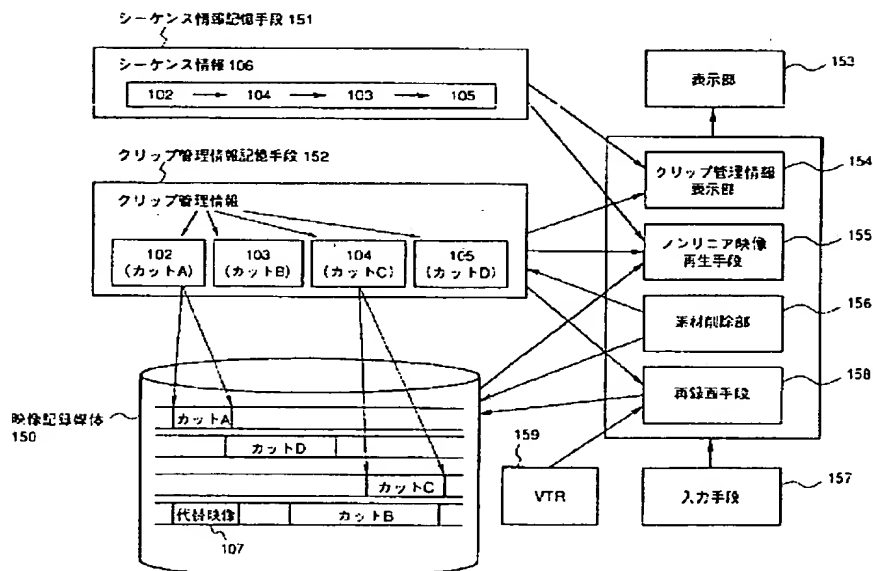 シーケンス情報記憶手段 151
シーケンス情報 106
102 104 103 105
クリップ管理情報記憶手段 152
クリップ管理情報
102
(カットA)
103
(カットB)
104
(カットC)
105
(カットD)
映像記録媒体
150
カットA
カットD
カットC
代替映像
カットB
107
表示部
153
クリップ管理情報
表示部
154
ノンリニア映像
再生手段
155
素材削除部
156
再録画手段
158
159
VTR
入力手段
157